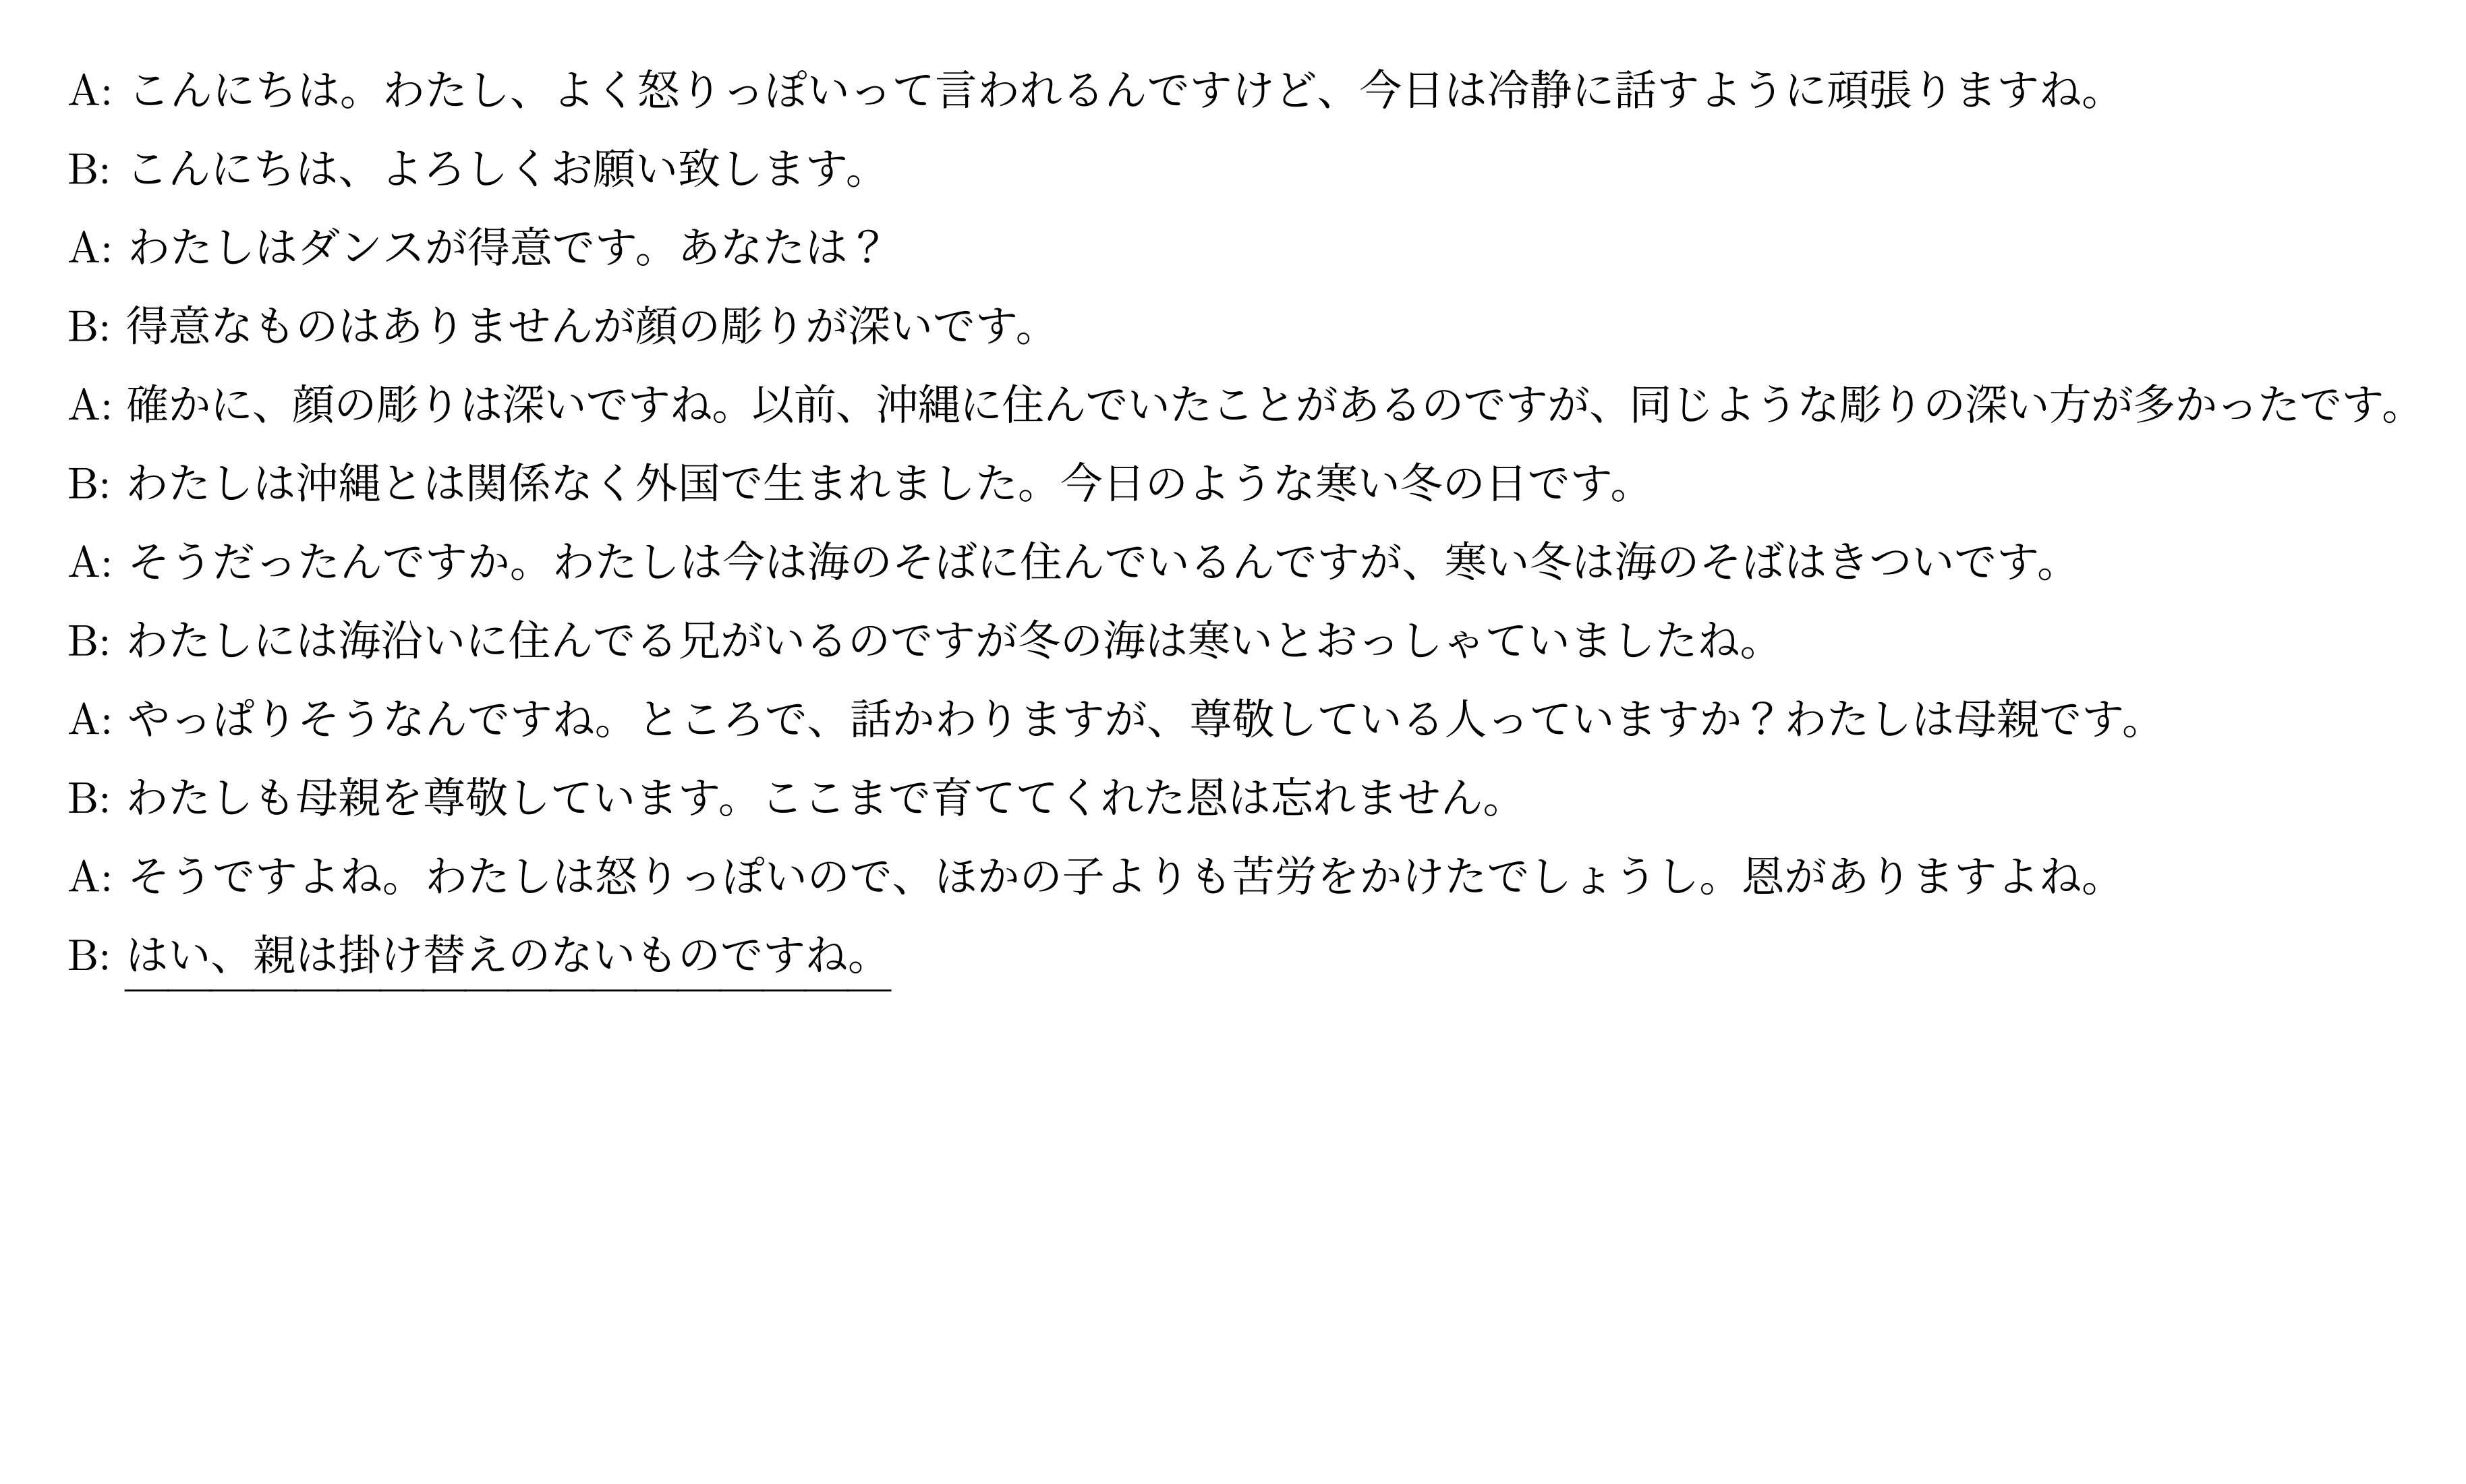 A: こんにちは。わたし、よく怒りっぽいって言われるんですけど、今日は冷静に話すように頑張りますね。
B: こんにちは、よろしくお願い致します。
A: わたしはダンスが得意です。あなたは？
B: 得意なものはありませんが顔の彫りが深いです。
A: 確かに、顔の彫りは深いですね。以前、沖縄に住んでいたことがあるのですが、同じような彫りの深い方が多かったです。
B: わたしは沖縄とは関係なく外国で生まれました。今日のような寒い冬の日です。
A: そうだったんですか。わたしは今は海のそばに住んでいるんですが、寒い冬は海のそばはきついです。
B: わたしには海沿いに住んでる兄がいるのですが冬の海は寒いとおっしゃていましたね。
A: やっぱりそうなんですね。ところで、話かわりますが、尊敬している人っていますか？わたしは母親です。
B: わたしも母親を尊敬しています。ここまで育ててくれた恩は忘れません。
A: そうですよね。わたしは怒りっぽいので、ほかの子よりも苦労をかけたでしょうし。恩がありますよね。
B: はい、親は掛け替えのないものですね。